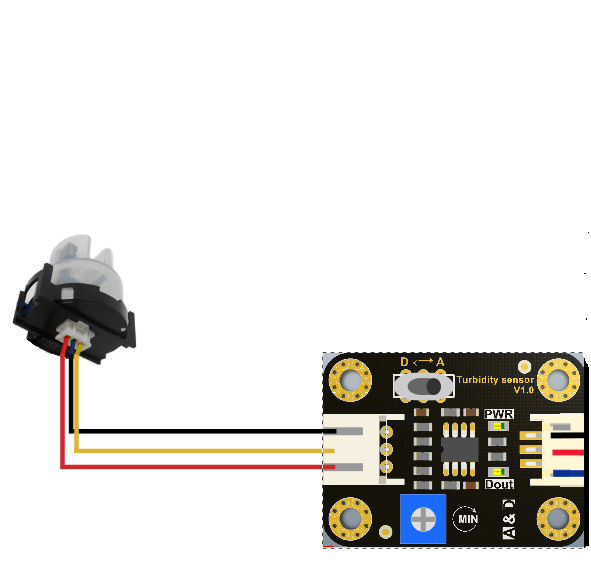 D A
Turbidity sensor
V1.0
PWR
Dout
MIN
A & D